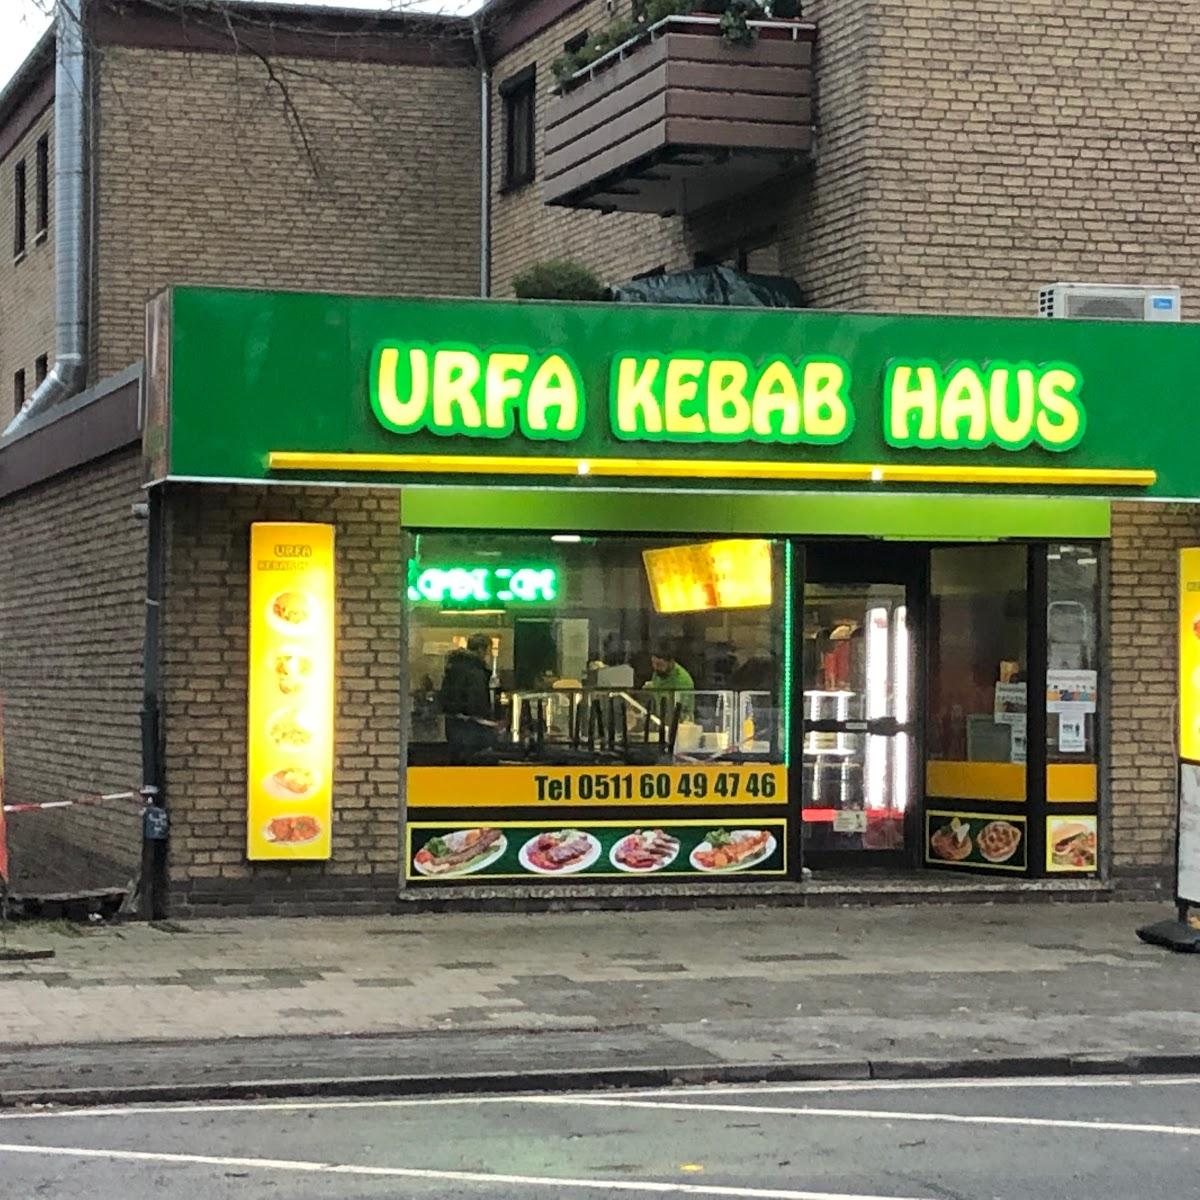 URFA KEBAB HAUS
URFA
Tel 0511 60 49 47 46